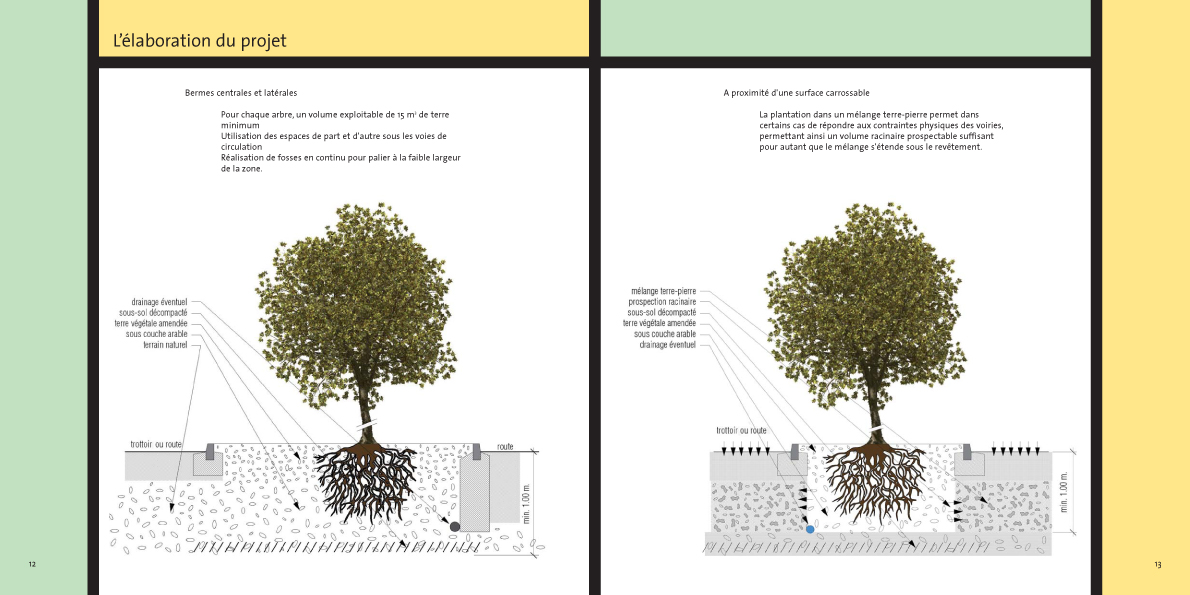 L'élaboration du projet
Bermes centrales et latérales
Pour chaque arbre, un volume exploitable de 15 m³ de terre
minimum
Utilisation des espaces de part et d'autre sous les voies de
circulation
Réalisation de fosses en continu pour palier à la faible largeur
de la zone.
drainage éventuel
sous-sol décompacté
terre végétale amendée
sous couche arable
terrain naturel
trottoir ou route
route
min. 1.00 m.
12
A proximité d'une surface carrossable
La plantation dans un mélange terre-pierre permet dans
certains cas de répondre aux contraintes physiques des voiries,
permettant ainsi un volume racinaire prospectable suffisant
pour autant que le mélange s'étende sous le revêtement.
mélange terre-pierre
prospection racinaire
sous-sol décompacté
terre végétale amendée
sous couche arable
drainage éventuel
trottoir ou route
min. 1.00 m.
13